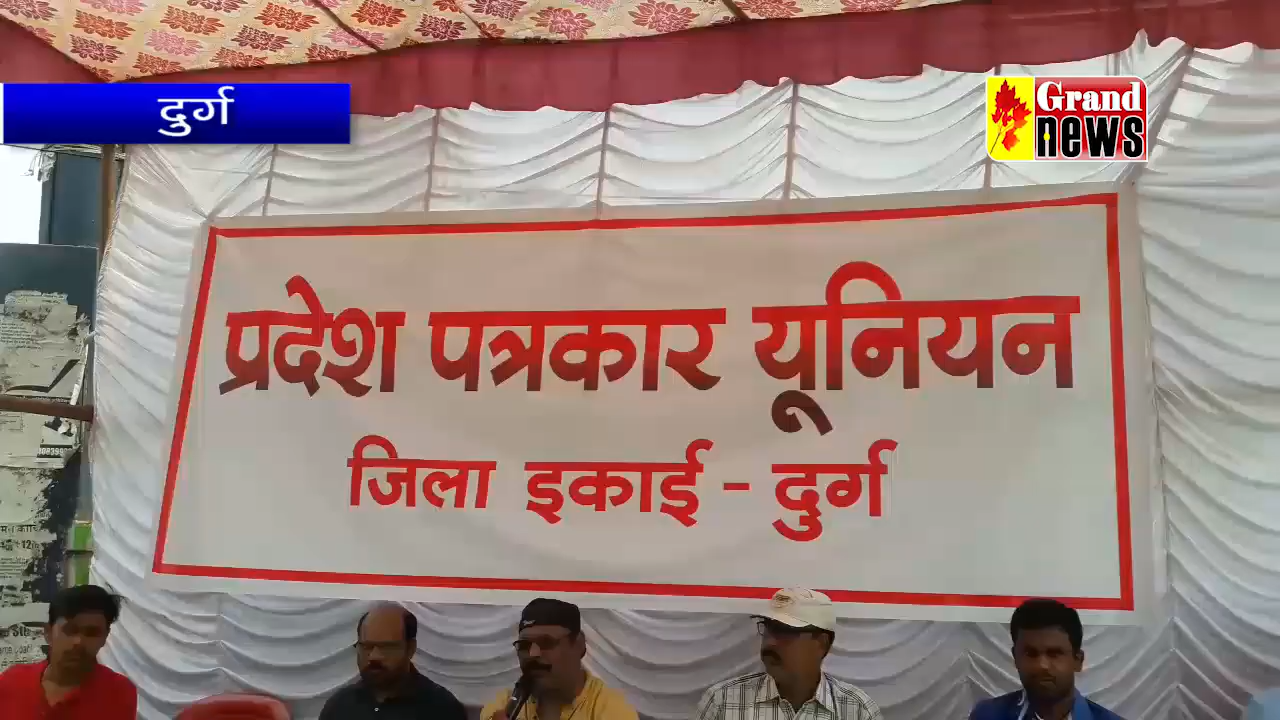 दुर्ग
Grand
news
प्रदेश पत्रकार यूनियन
जिला इकाई - दुर्ग